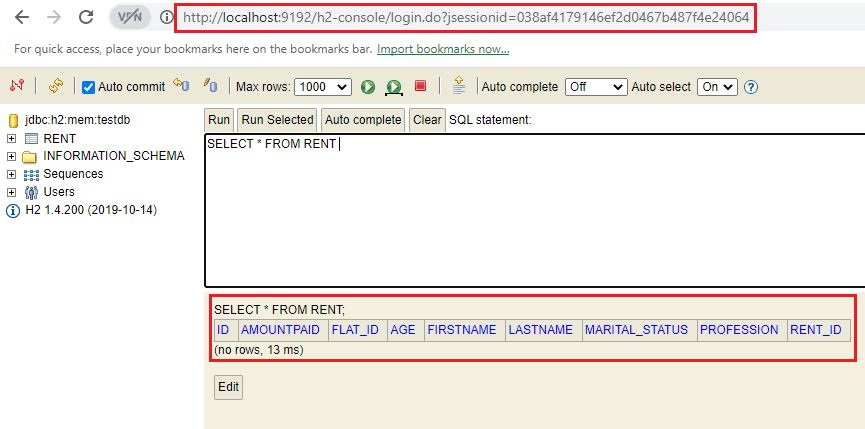 VPN http://localhost:9192/h2-console/login.do?jsessionid=038af4179146ef2d0467b487f4e24064
For quick access, place your bookmarks here on the bookmarks bar. Import bookmarks now...
Auto commit Max rows: 1000 Auto complete Off Auto select On ?
jdbc:h2:mem:testdb
RENT
INFORMATION_SCHEMA
Sequences
Users
H2 1.4.200 (2019-10-14)
Run Run Selected Auto complete Clear SQL statement:
SELECT * FROM RENT
SELECT * FROM RENT;
ID AMOUNTPAID FLAT_ID AGE FIRSTNAME LASTNAME MARITAL_STATUS PROFESSION RENT_ID
(no rows, 13 ms)
Edit